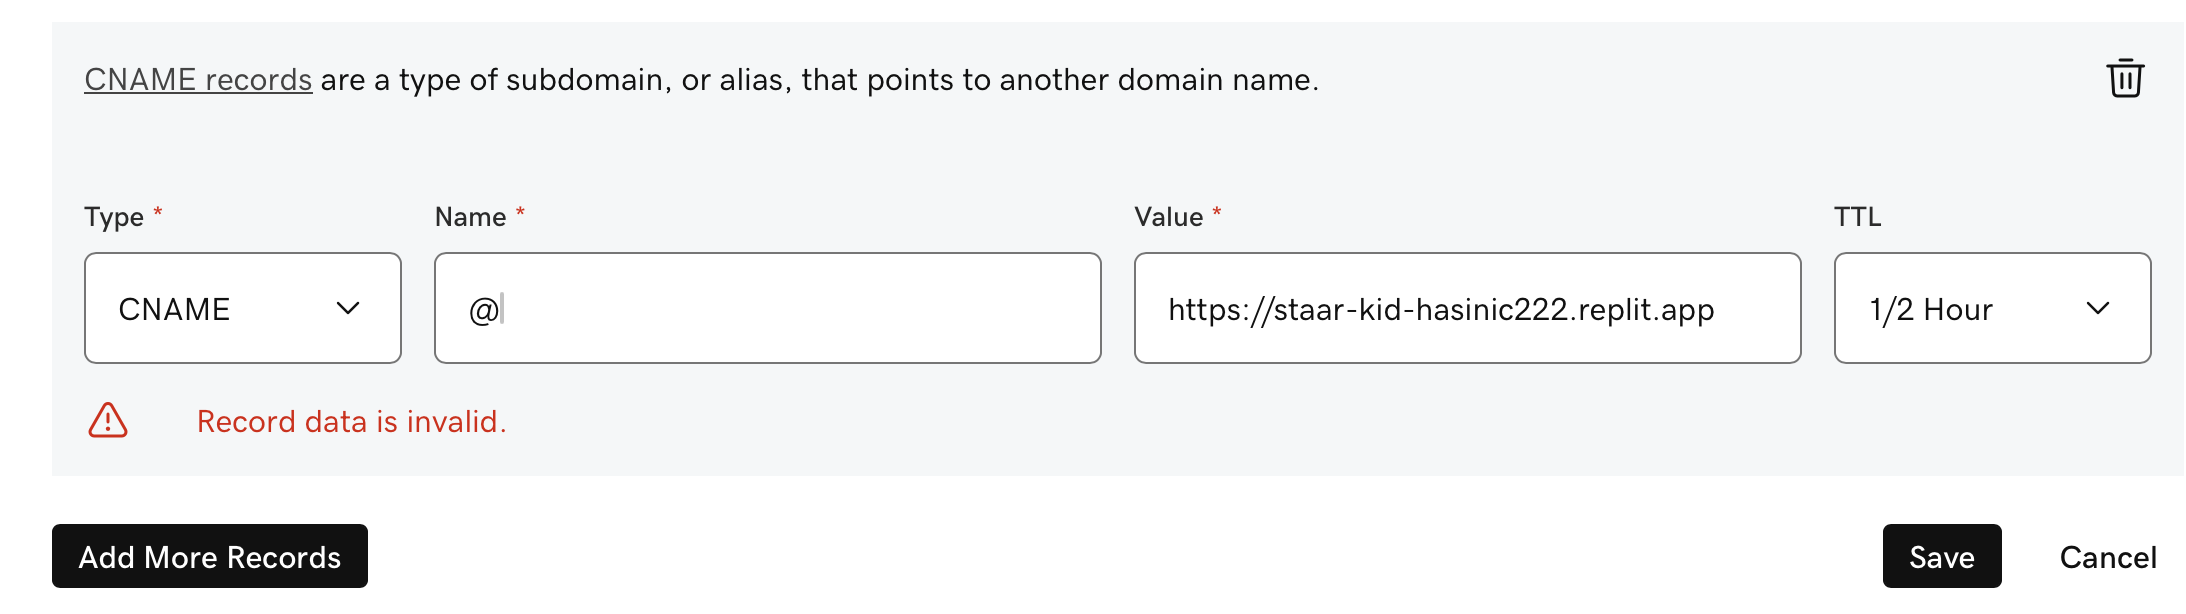 CNAME records are a type of subdomain, or alias, that points to another domain name.
Type * Name * Value * TTL
CNAME @ https://staar-kid-hasinic222.replit.app 1/2 Hour
Record data is invalid.
Add More Records Save Cancel